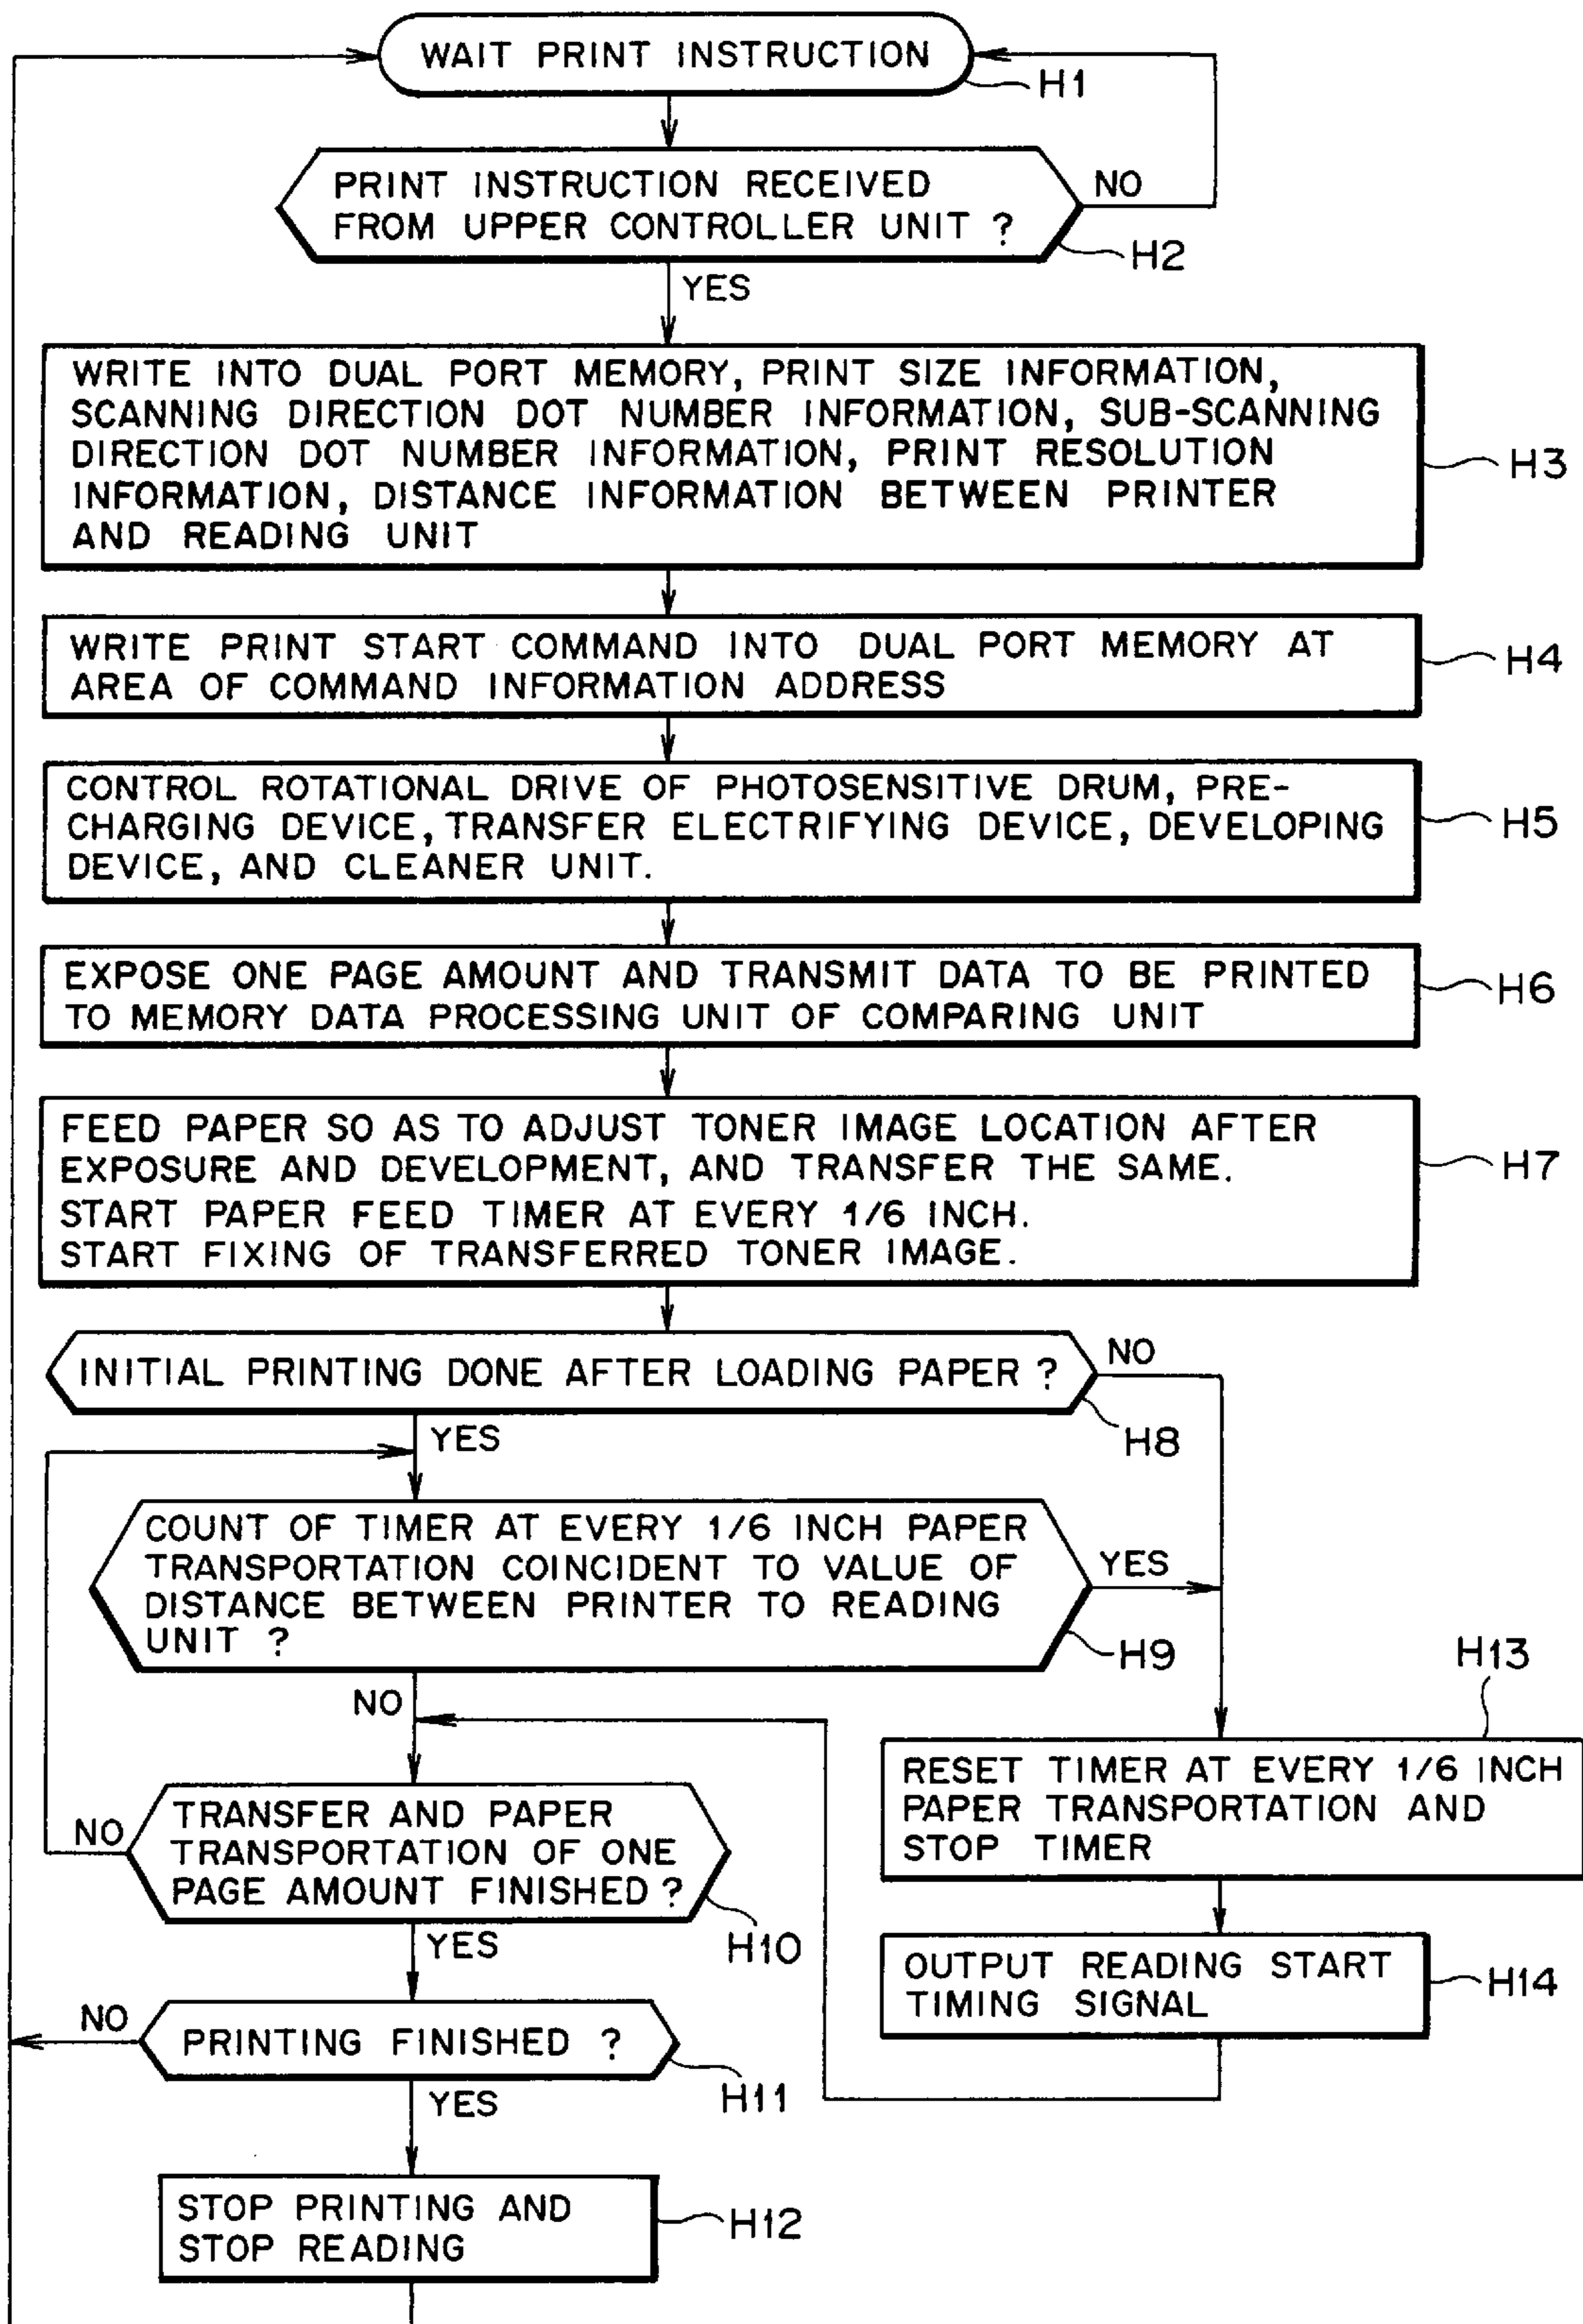 WAIT PRINT INSTRUCTION
H1
PRINT INSTRUCTION RECEIVED
FROM UPPER CONTROLLER UNIT ?
NO
H2
YES
WRITE INTO DUAL PORT MEMORY, PRINT SIZE INFORMATION,
SCANNING DIRECTION DOT NUMBER INFORMATION, SUB-SCANNING
DIRECTION DOT NUMBER INFORMATION, PRINT RESOLUTION
INFORMATION, DISTANCE INFORMATION BETWEEN PRINTER
AND READING UNIT
H3
WRITE PRINT START COMMAND INTO DUAL PORT MEMORY AT
AREA OF COMMAND INFORMATION ADDRESS
H4
CONTROL ROTATIONAL DRIVE OF PHOTOSENSITIVE DRUM, PRE-
CHARGING DEVICE, TRANSFER ELECTRIFYING DEVICE, DEVELOPING
DEVICE, AND CLEANER UNIT.
H5
EXPOSE ONE PAGE AMOUNT AND TRANSMIT DATA TO BE PRINTED
TO MEMORY DATA PROCESSING UNIT OF COMPARING UNIT
H6
FEED PAPER SO AS TO ADJUST TONER IMAGE LOCATION AFTER
EXPOSURE AND DEVELOPMENT, AND TRANSFER THE SAME.
START PAPER FEED TIMER AT EVERY 1/6 INCH.
START FIXING OF TRANSFERRED TONER IMAGE.
H7
INITIAL PRINTING DONE AFTER LOADING PAPER ?
NO
H8
YES
COUNT OF TIMER AT EVERY 1/6 INCH PAPER
TRANSPORTATION COINCIDENT TO VALUE OF
DISTANCE BETWEEN PRINTER TO READING
UNIT ?
YES
H9
NO
H13
RESET TIMER AT EVERY 1/6 INCH
PAPER TRANSPORTATION AND
STOP TIMER
TRANSFER AND PAPER
TRANSPORTATION OF ONE
PAGE AMOUNT FINISHED ?
NO
H10
YES
OUTPUT READING START
TIMING SIGNAL
H14
NO
PRINTING FINISHED ?
H11
YES
STOP PRINTING AND
STOP READING
H12